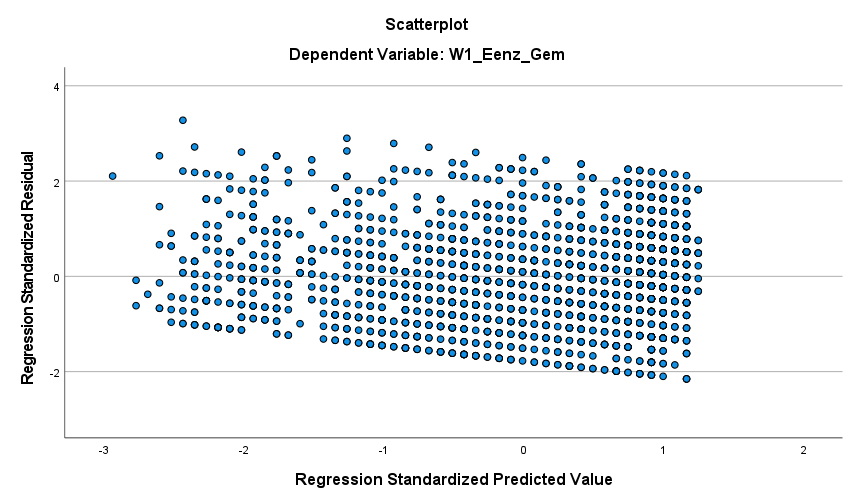 Scatterplot
Dependent Variable: W1_Eenz_Gem
Regression Standardized Residual
4
2
0
-2
-3
-2
-1
0
1
2
Regression Standardized Predicted Value